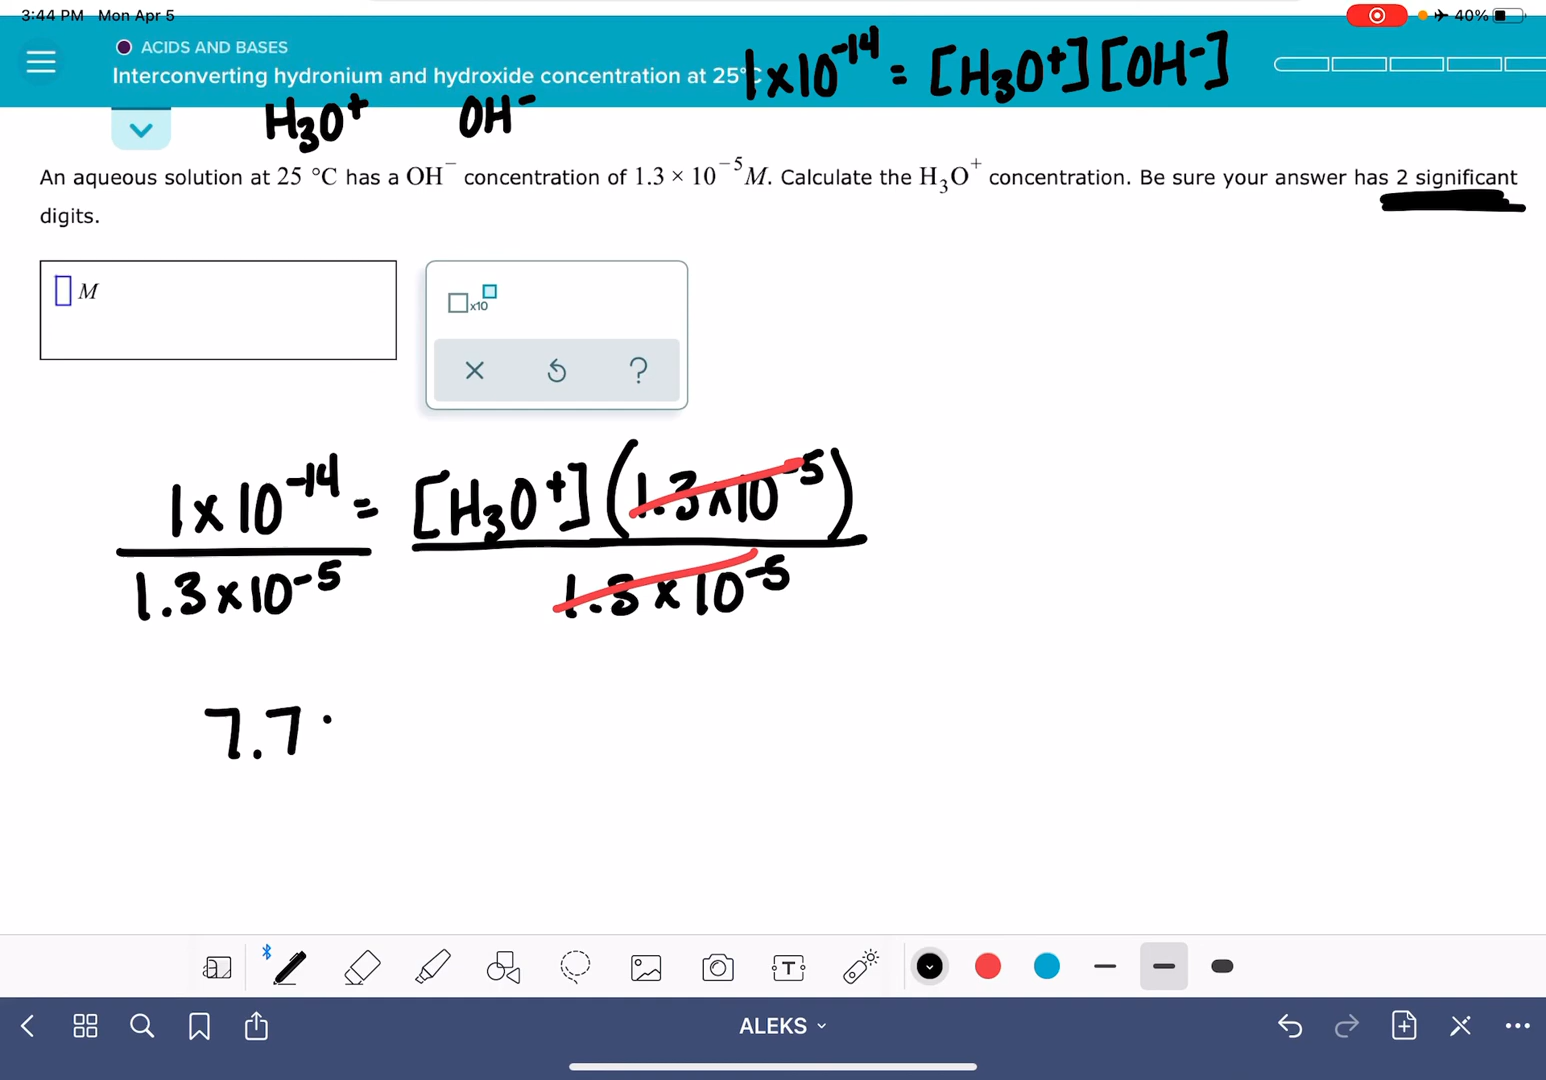 3:44 PM Mon Apr 5
40%
ACIDS AND BASES
Interconverting hydronium and hydroxide concentration at 25°C
1x10⁻¹⁴ = [H₃O⁺][OH⁻]
H₃O⁺ OH⁻
An aqueous solution at 25 °C has a OH⁻ concentration of 1.3 × 10⁻⁵ M. Calculate the H₃O⁺ concentration. Be sure your answer has 2 significant
digits.
M
x10
?
1x10⁻¹⁴ = [H₃O⁺](1.3x10⁻⁵)
1.3x10⁻⁵ 1.3x10⁻⁵
7.7 ·
a
T
ALEKS